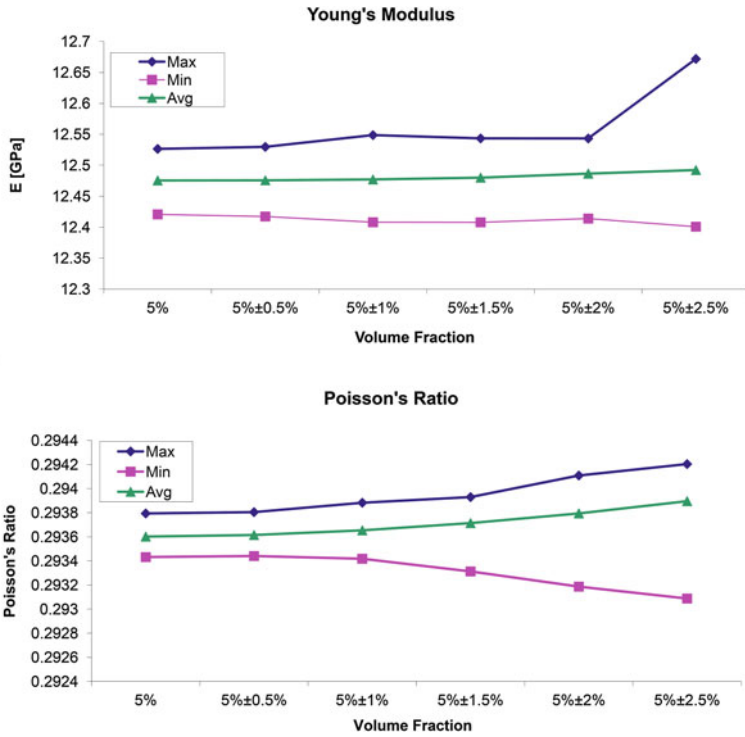 Young's Modulus
12.7
12.65
12.6
12.55
12.5
12.45
12.4
12.35
12.3
E [GPa]
Max
Min
Avg
5% 5%±0.5% 5%±1% 5%±1.5% 5%±2% 5%±2.5%
Volume Fraction
Poisson's Ratio
0.2944
0.2942
0.294
0.2938
0.2936
0.2934
0.2932
0.293
0.2928
0.2926
0.2924
Poisson's Ratio
Max
Min
Avg
5% 5%±0.5% 5%±1% 5%±1.5% 5%±2% 5%±2.5%
Volume Fraction